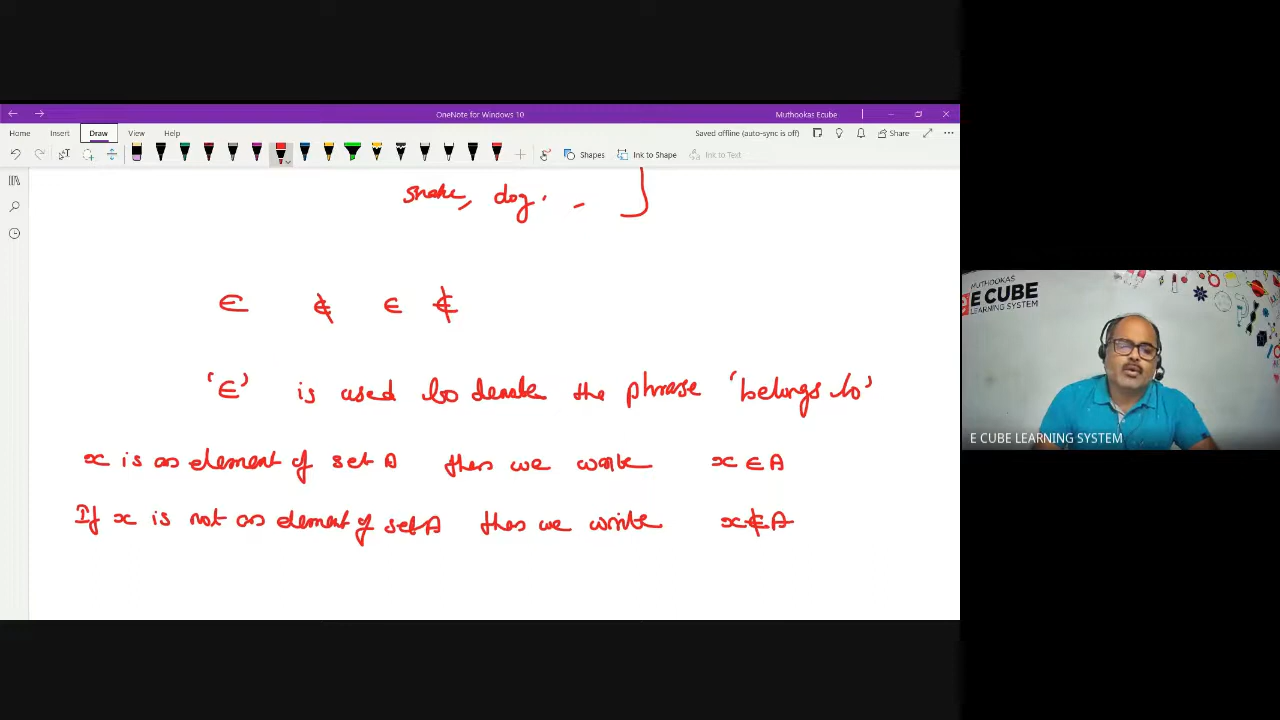 OneNote for Windows 10
Muthookas Ecube
Home Insert Draw View Help
Saved offline (auto-sync is off)
Share
Shapes
Ink to Shape
Ink to Text
snake, dog.
∈ ∉ ∈ ∉
'∈' is used to denote the phrase 'belongs to'
x is an element of set A then we write x ∈ A
If x is not an element of set A then we write x ∉ A
MUTHOOKAS
E CUBE
LEARNING SYSTEM
E CUBE LEARNING SYSTEM